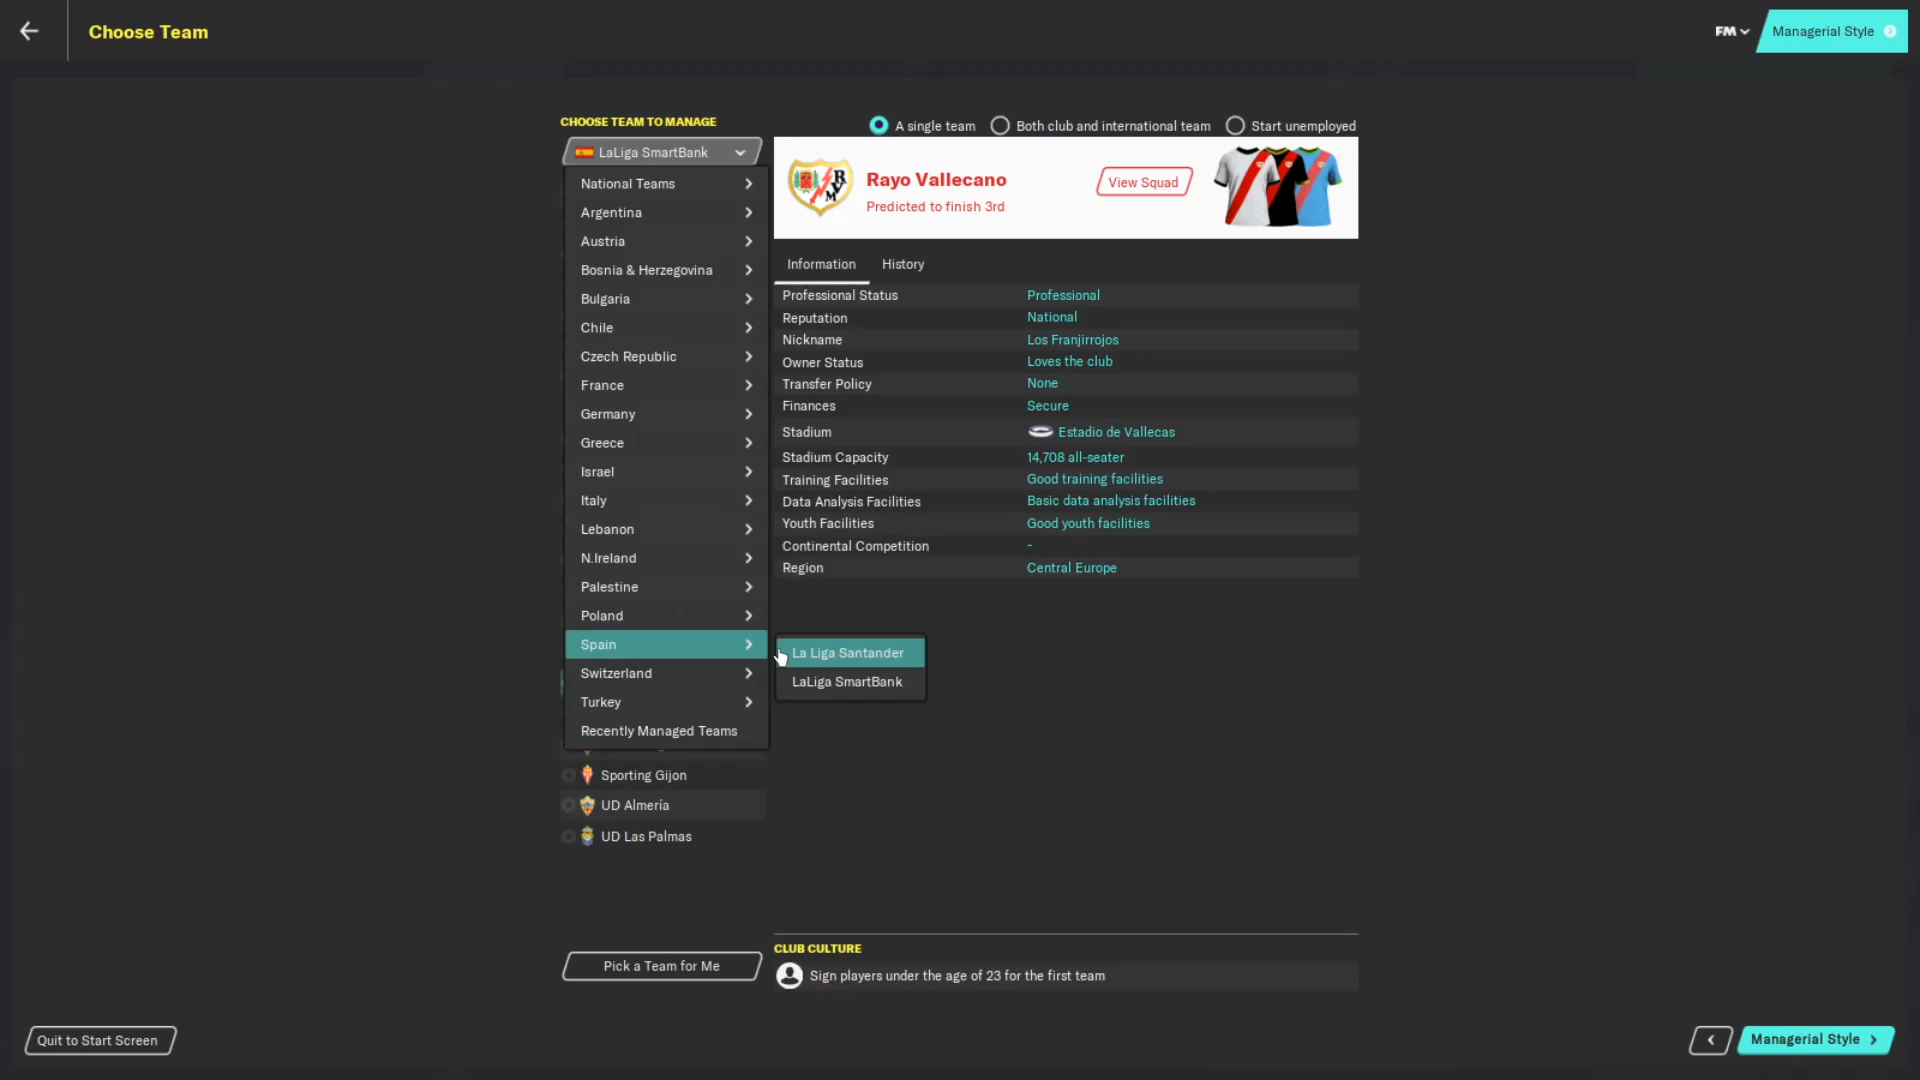 Choose Team
FM
Managerial Style
CHOOSE TEAM TO MANAGE
A single team
Both club and international team
Start unemployed
LaLiga SmartBank
National Teams
Argentina
Austria
Bosnia & Herzegovina
Bulgaria
Chile
Czech Republic
France
Germany
Greece
Israel
Italy
Lebanon
N.Ireland
Palestine
Poland
Spain
Switzerland
Turkey
Recently Managed Teams
La Liga Santander
LaLiga SmartBank
Sporting Gijon
UD Almería
UD Las Palmas
Pick a Team for Me
Rayo Vallecano
Predicted to finish 3rd
View Squad
Information
History
Professional Status Professional
Reputation National
Nickname Los Franjirrojos
Owner Status Loves the club
Transfer Policy None
Finances Secure
Stadium Estadio de Vallecas
Stadium Capacity 14,708 all-seater
Training Facilities Good training facilities
Data Analysis Facilities Basic data analysis facilities
Youth Facilities Good youth facilities
Continental Competition -
Region Central Europe
CLUB CULTURE
Sign players under the age of 23 for the first team
Quit to Start Screen
Managerial Style